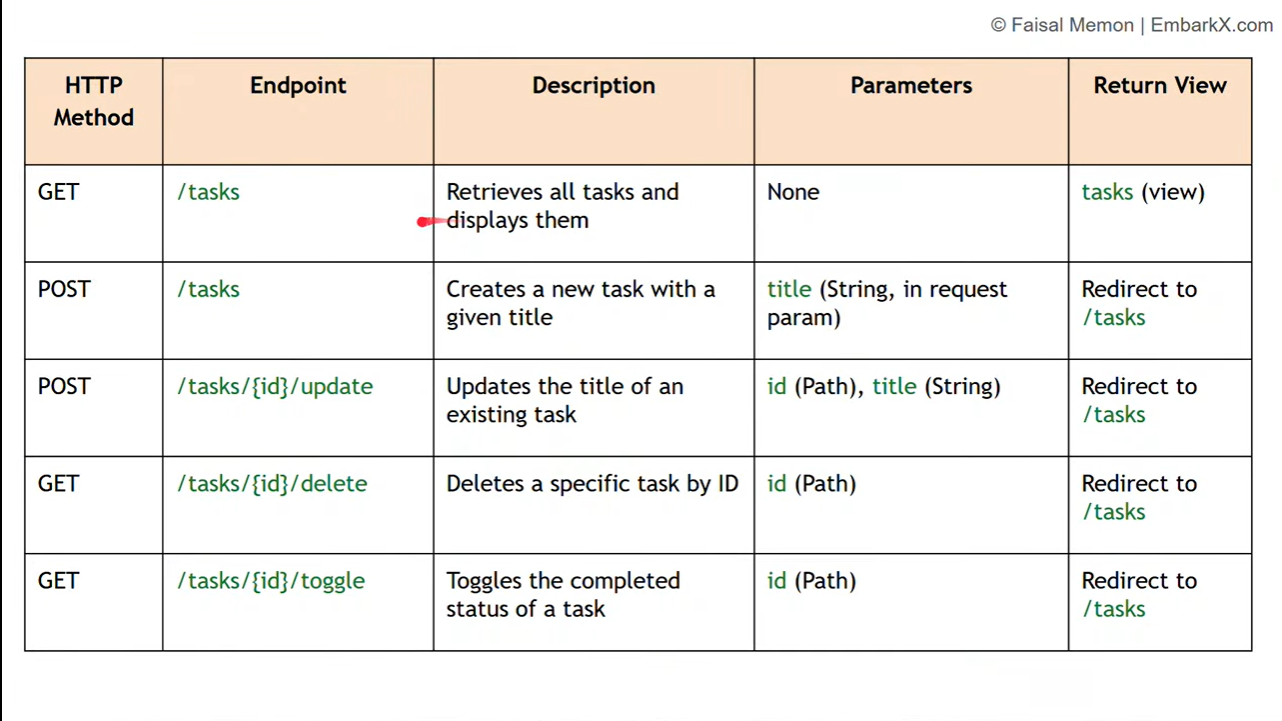 © Faisal Memon | EmbarkX.com
HTTP Method Endpoint Description Parameters Return View
GET /tasks Retrieves all tasks and displays them None tasks (view)
POST /tasks Creates a new task with a given title title (String, in request param) Redirect to /tasks
POST /tasks/{id}/update Updates the title of an existing task id (Path), title (String) Redirect to /tasks
GET /tasks/{id}/delete Deletes a specific task by ID id (Path) Redirect to /tasks
GET /tasks/{id}/toggle Toggles the completed status of a task id (Path) Redirect to /tasks